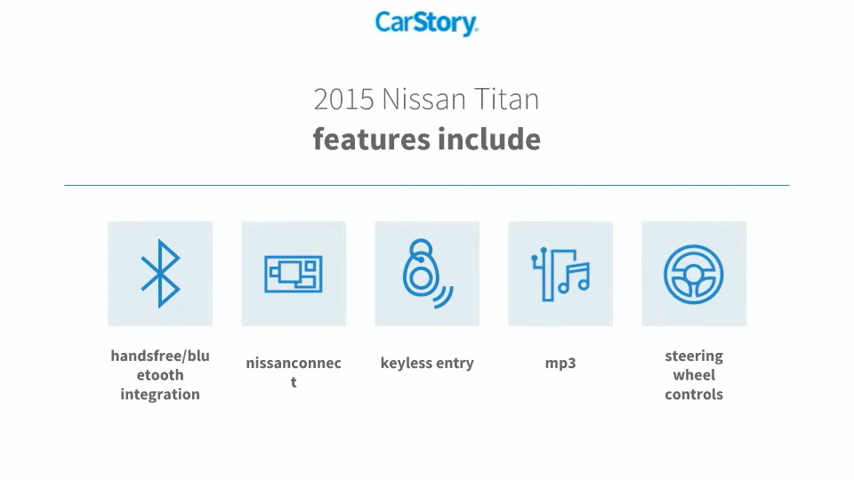 CarStory
2015 Nissan Titan
features include
handsfree/blu
etooth
integration
nissanconnec
t
keyless entry
mp3
steering
wheel
controls